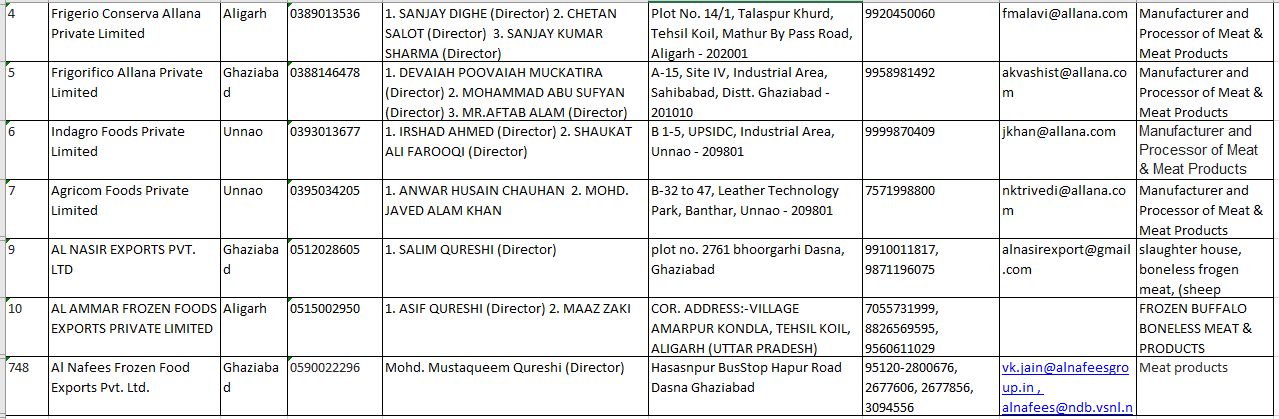 4 Frigerio Conserva Allana Private Limited Aligarh 0389013536 1. SANJAY DIGHE (Director) 2. CHETAN SALOT (Director) 3. SANJAY KUMAR SHARMA (Director) Plot No. 14/1, Talaspur Khurd, Tehsil Koil, Mathur By Pass Road, Aligarh - 202001 9920450060 fmalavi@allana.com Manufacturer and Processor of Meat & Meat Products
5 Frigorifico Allana Private Limited Ghaziabad 0388146478 1. DEVAIAH POOVAIAH MUCKATIRA (Director) 2. MOHAMMAD ABU SUFYAN (Director) 3. MR.AFTAB ALAM (Director) A-15, Site IV, Industrial Area, Sahibabad, Distt. Ghaziabad - 201010 9958981492 akvashist@allana.com Manufacturer and Processor of Meat & Meat Products
6 Indagro Foods Private Limited Unnao 0393013677 1. IRSHAD AHMED (Director) 2. SHAUKAT ALI FAROOQI (Director) B 1-5, UPSIDC, Industrial Area, Unnao - 209801 9999870409 jkhan@allana.com Manufacturer and Processor of Meat & Meat Products
7 Agricom Foods Private Limited Unnao 0395034205 1. ANWAR HUSAIN CHAUHAN 2. MOHD. JAVED ALAM KHAN B-32 to 47, Leather Technology Park, Banthar, Unnao - 209801 7571998800 nktrivedi@allana.com Manufacturer and Processor of Meat & Meat Products
9 AL NASIR EXPORTS PVT. LTD Ghaziabad 0512028605 1. SALIM QURESHI (Director) plot no. 2761 bhoorgarhi Dasna, Ghaziabad 9910011817, 9871196075 alnasirexport@gmail.com slaughter house, boneless frogen meat, (sheep
10 AL AMMAR FROZEN FOODS EXPORTS PRIVATE LIMITED Aligarh 0515002950 1. ASIF QURESHI (Director) 2. MAAZ ZAKI COR. ADDRESS:-VILLAGE AMARPUR KONDLA, TEHSIL KOIL, ALIGARH (UTTAR PRADESH) 7055731999, 8826569595, 9560611029 FROZEN BUFFALO BONELESS MEAT & PRODUCTS
748 Al Nafees Frozen Food Exports Pvt. Ltd. Ghaziabad 0590022296 Mohd. Mustaqueem Qureshi (Director) Hasasnpur BusStop Hapur Road Dasna Ghaziabad 95120-2800676, 2677606, 2677856, 3094556 vk.jain@alnafeesgroup.in , alnafees@ndb.vsnl.n Meat products